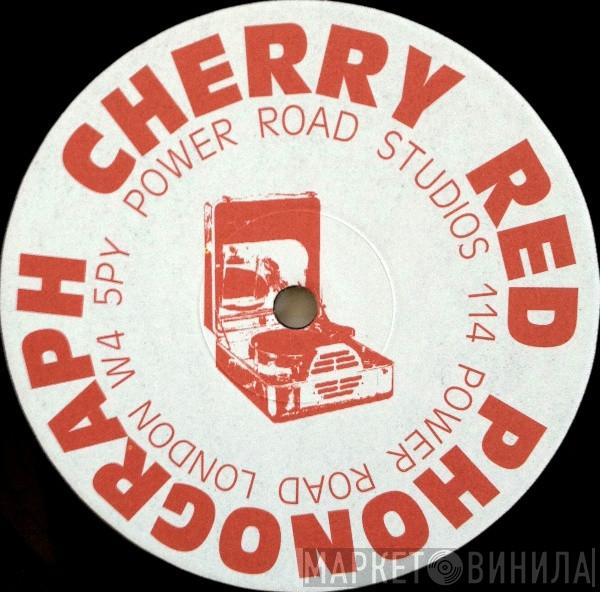 CHERRY RED PHONOGRAPH
POWER ROAD STUDIOS 114 POWER ROAD LONDON W4 5PY
МАРКЕТ ВИНИЛА